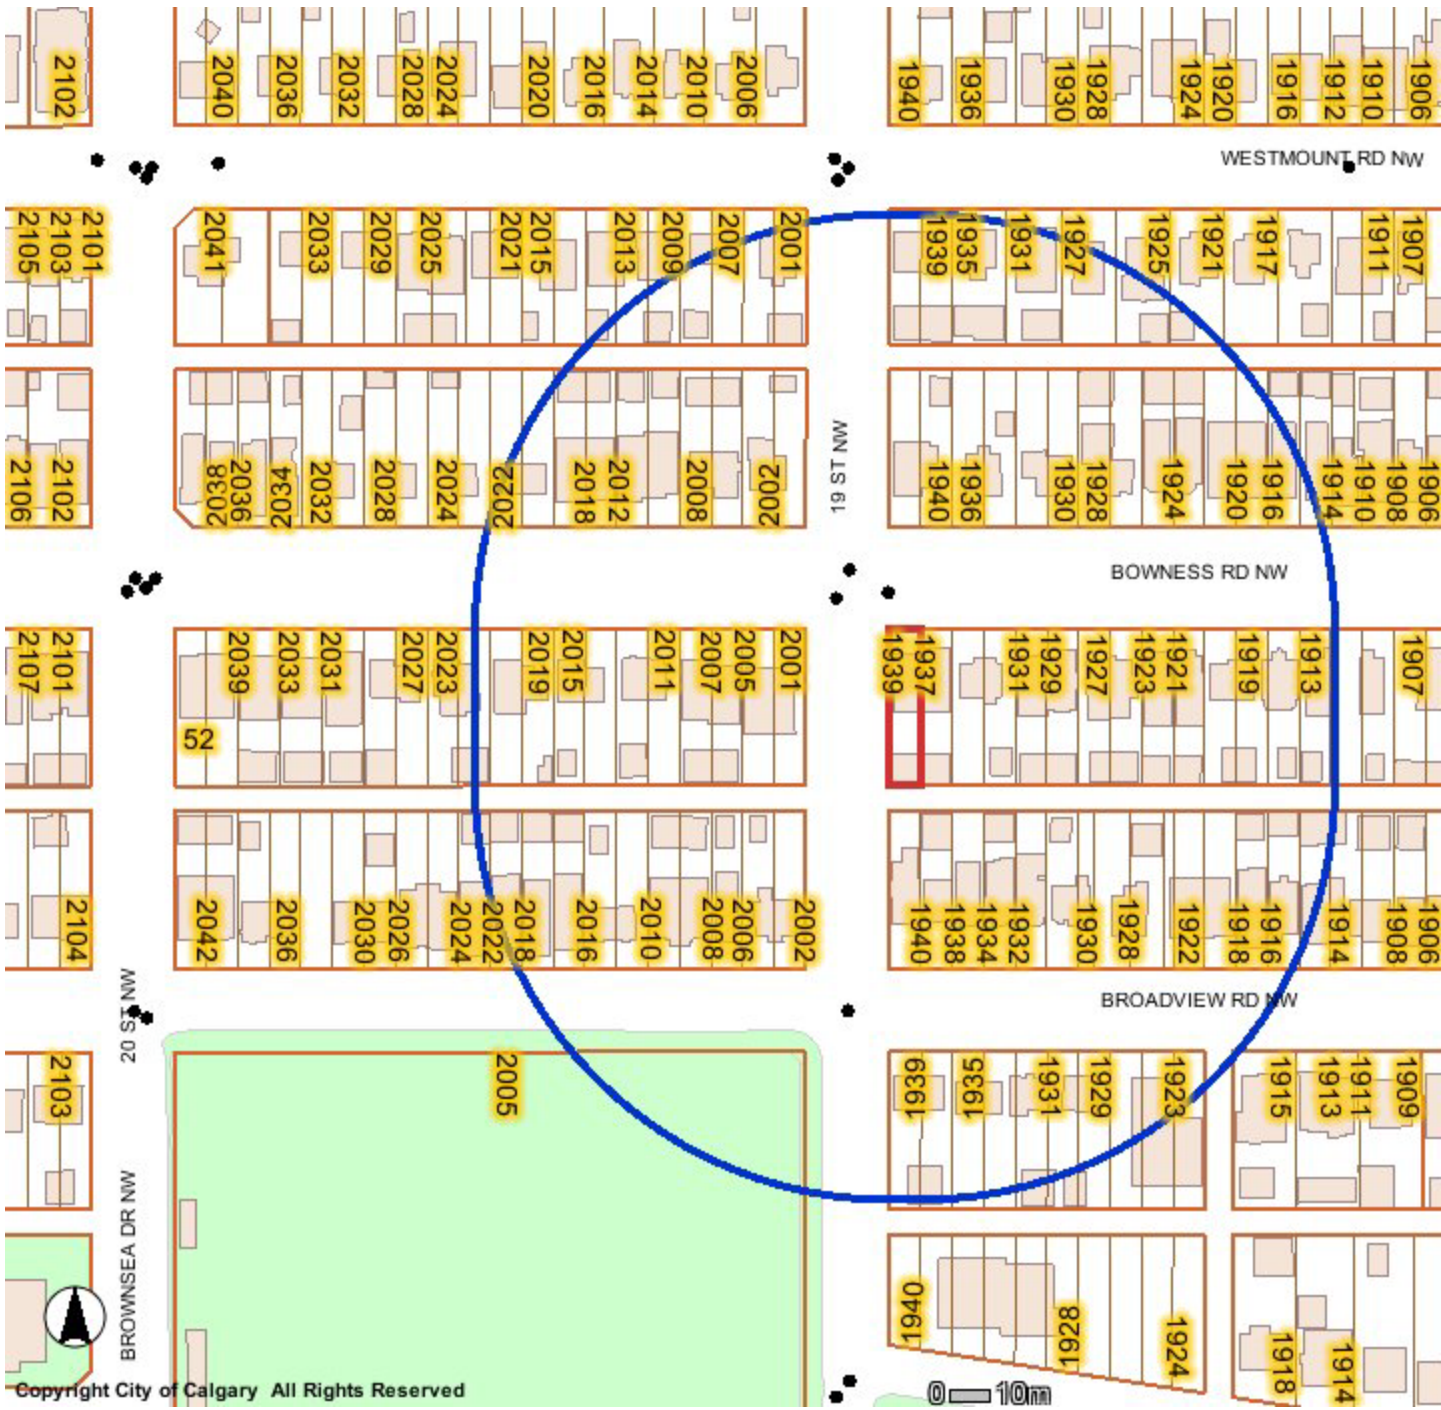 2102 2040 2036 2032 2028 2024 2020 2016 2014 2010 2006 1940 1936 1930 1928 1924 1920 1916 1912 1910 1906
WESTMOUNT RD NW
2105 2103 2101 2041 2033 2029 2025 2021 2015 2013 2009 2007 2001 1939 1935 1931 1927 1925 1921 1917 1911 1907
19 ST NW
2106 2102 2038 2036 2034 2032 2028 2024 2022 2018 2012 2008 2002 1940 1936 1930 1928 1924 1920 1916 1914 1910 1908 1906
BOWNESS RD NW
2107 2101 2039 2033 2031 2027 2023 2019 2015 2011 2007 2005 2001 1939 1937 1931 1929 1927 1923 1921 1919 1913 1907
52
2104 2042 2036 2030 2026 2024 2022 2018 2016 2010 2008 2006 2002 1940 1938 1934 1932 1930 1928 1922 1918 1916 1914 1908 1906
20 ST NW
BROADVIEW RD NW
2103 2005 1939 1935 1931 1929 1923 1915 1913 1911 1909
BROWNSEA DR NW
1940 1928 1924 1918 1914
Copyright City of Calgary All Rights Reserved
0 10m